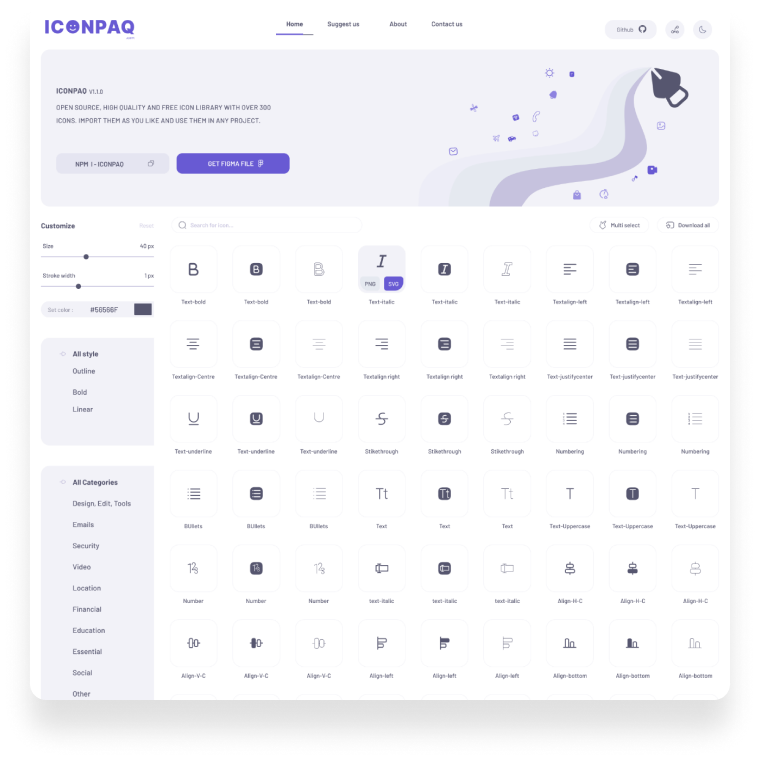 ICONPAQ
.com
Home Suggest us About Contact us
Github
ICONPAQ V1.1.0
OPEN SOURCE, HIGH QUALITY AND FREE ICON LIBRARY WITH OVER 300
ICONS. IMPORT THEM AS YOU LIKE AND USE THEM IN ANY PROJECT.
NPM I - ICONPAQ
GET FIGMA FILE
Customize Reset
Size 40 px
Stroke width 1 px
Set color : #56566F
All style
Outline
Bold
Linear
All Categories
Design, Edit, Tools
Emails
Security
Video
Location
Financial
Education
Essential
Social
Other
Search for icon...
Multi select
Download all
PNG SVG
Text-bold Text-bold Text-bold Text-italic Text-italic Text-italic Textalign-left Textalign-left Textalign-left
Textalign-Centre Textalign-Centre Textalign-Centre Textalign right Textalign right Textalign right Text-justifycenter Text-justifycenter Text-justifycenter
Text-underline Text-underline Text-underline Stikethrough Stikethrough Stikethrough Numbering Numbering Numbering
BUllets BUllets BUllets Text Text Text Text-Uppercase Text-Uppercase Text-Uppercase
Number Number Number text-italic text-italic text-italic Align-H-C Align-H-C Align-H-C
Align-V-C Align-V-C Align-V-C Align-left Align-left Align-left Align-bottom Align-bottom Align-bottom